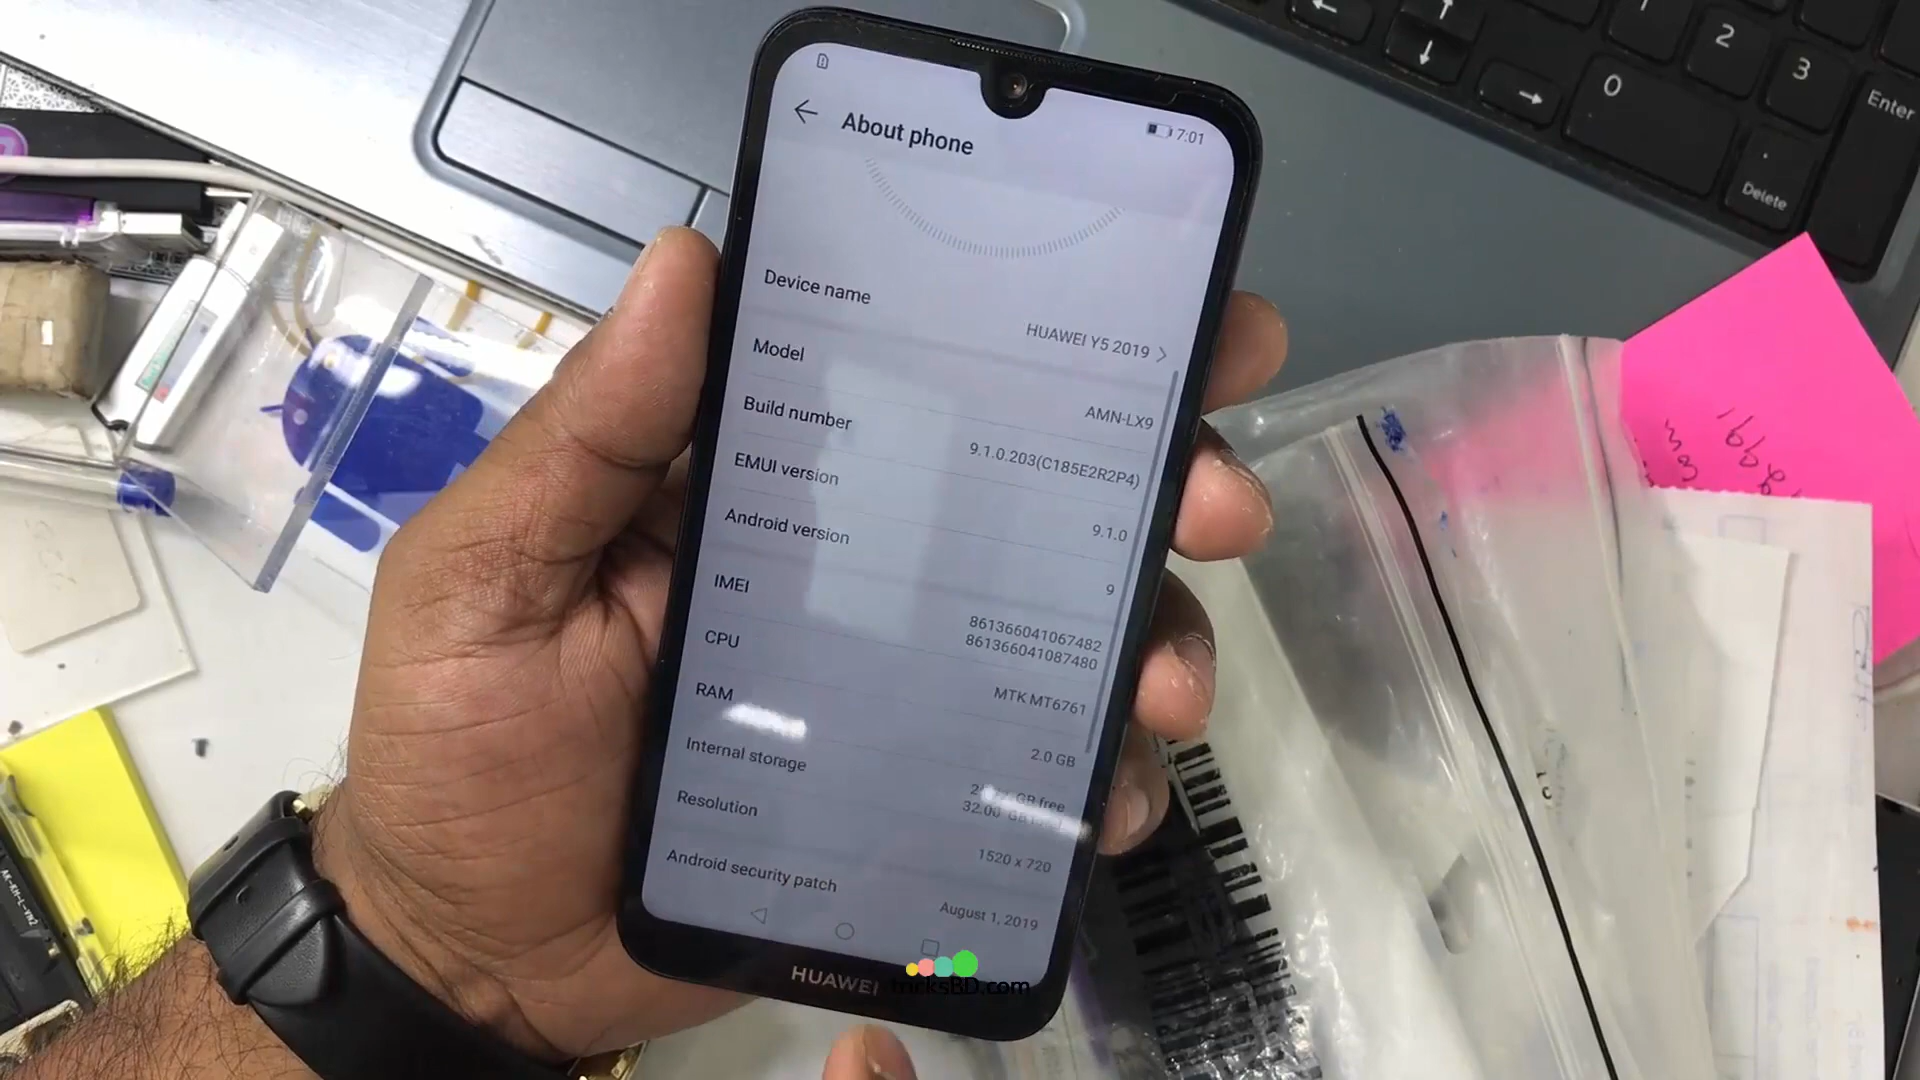 7:01
About phone
Device name
HUAWEI Y5 2019
Model
AMN-LX9
Build number
9.1.0.203(C185E2R2P4)
EMUI version
9.1.0
Android version
9
IMEI
861366041067482
861366041087480
CPU
MTK MT6761
RAM
2.0 GB
Internal storage
GB free
32.00 GB
Resolution
1520 x 720
Android security patch
August 1, 2019
HUAWEI
tricksBD.com
1
2
3
0
Enter
Delete